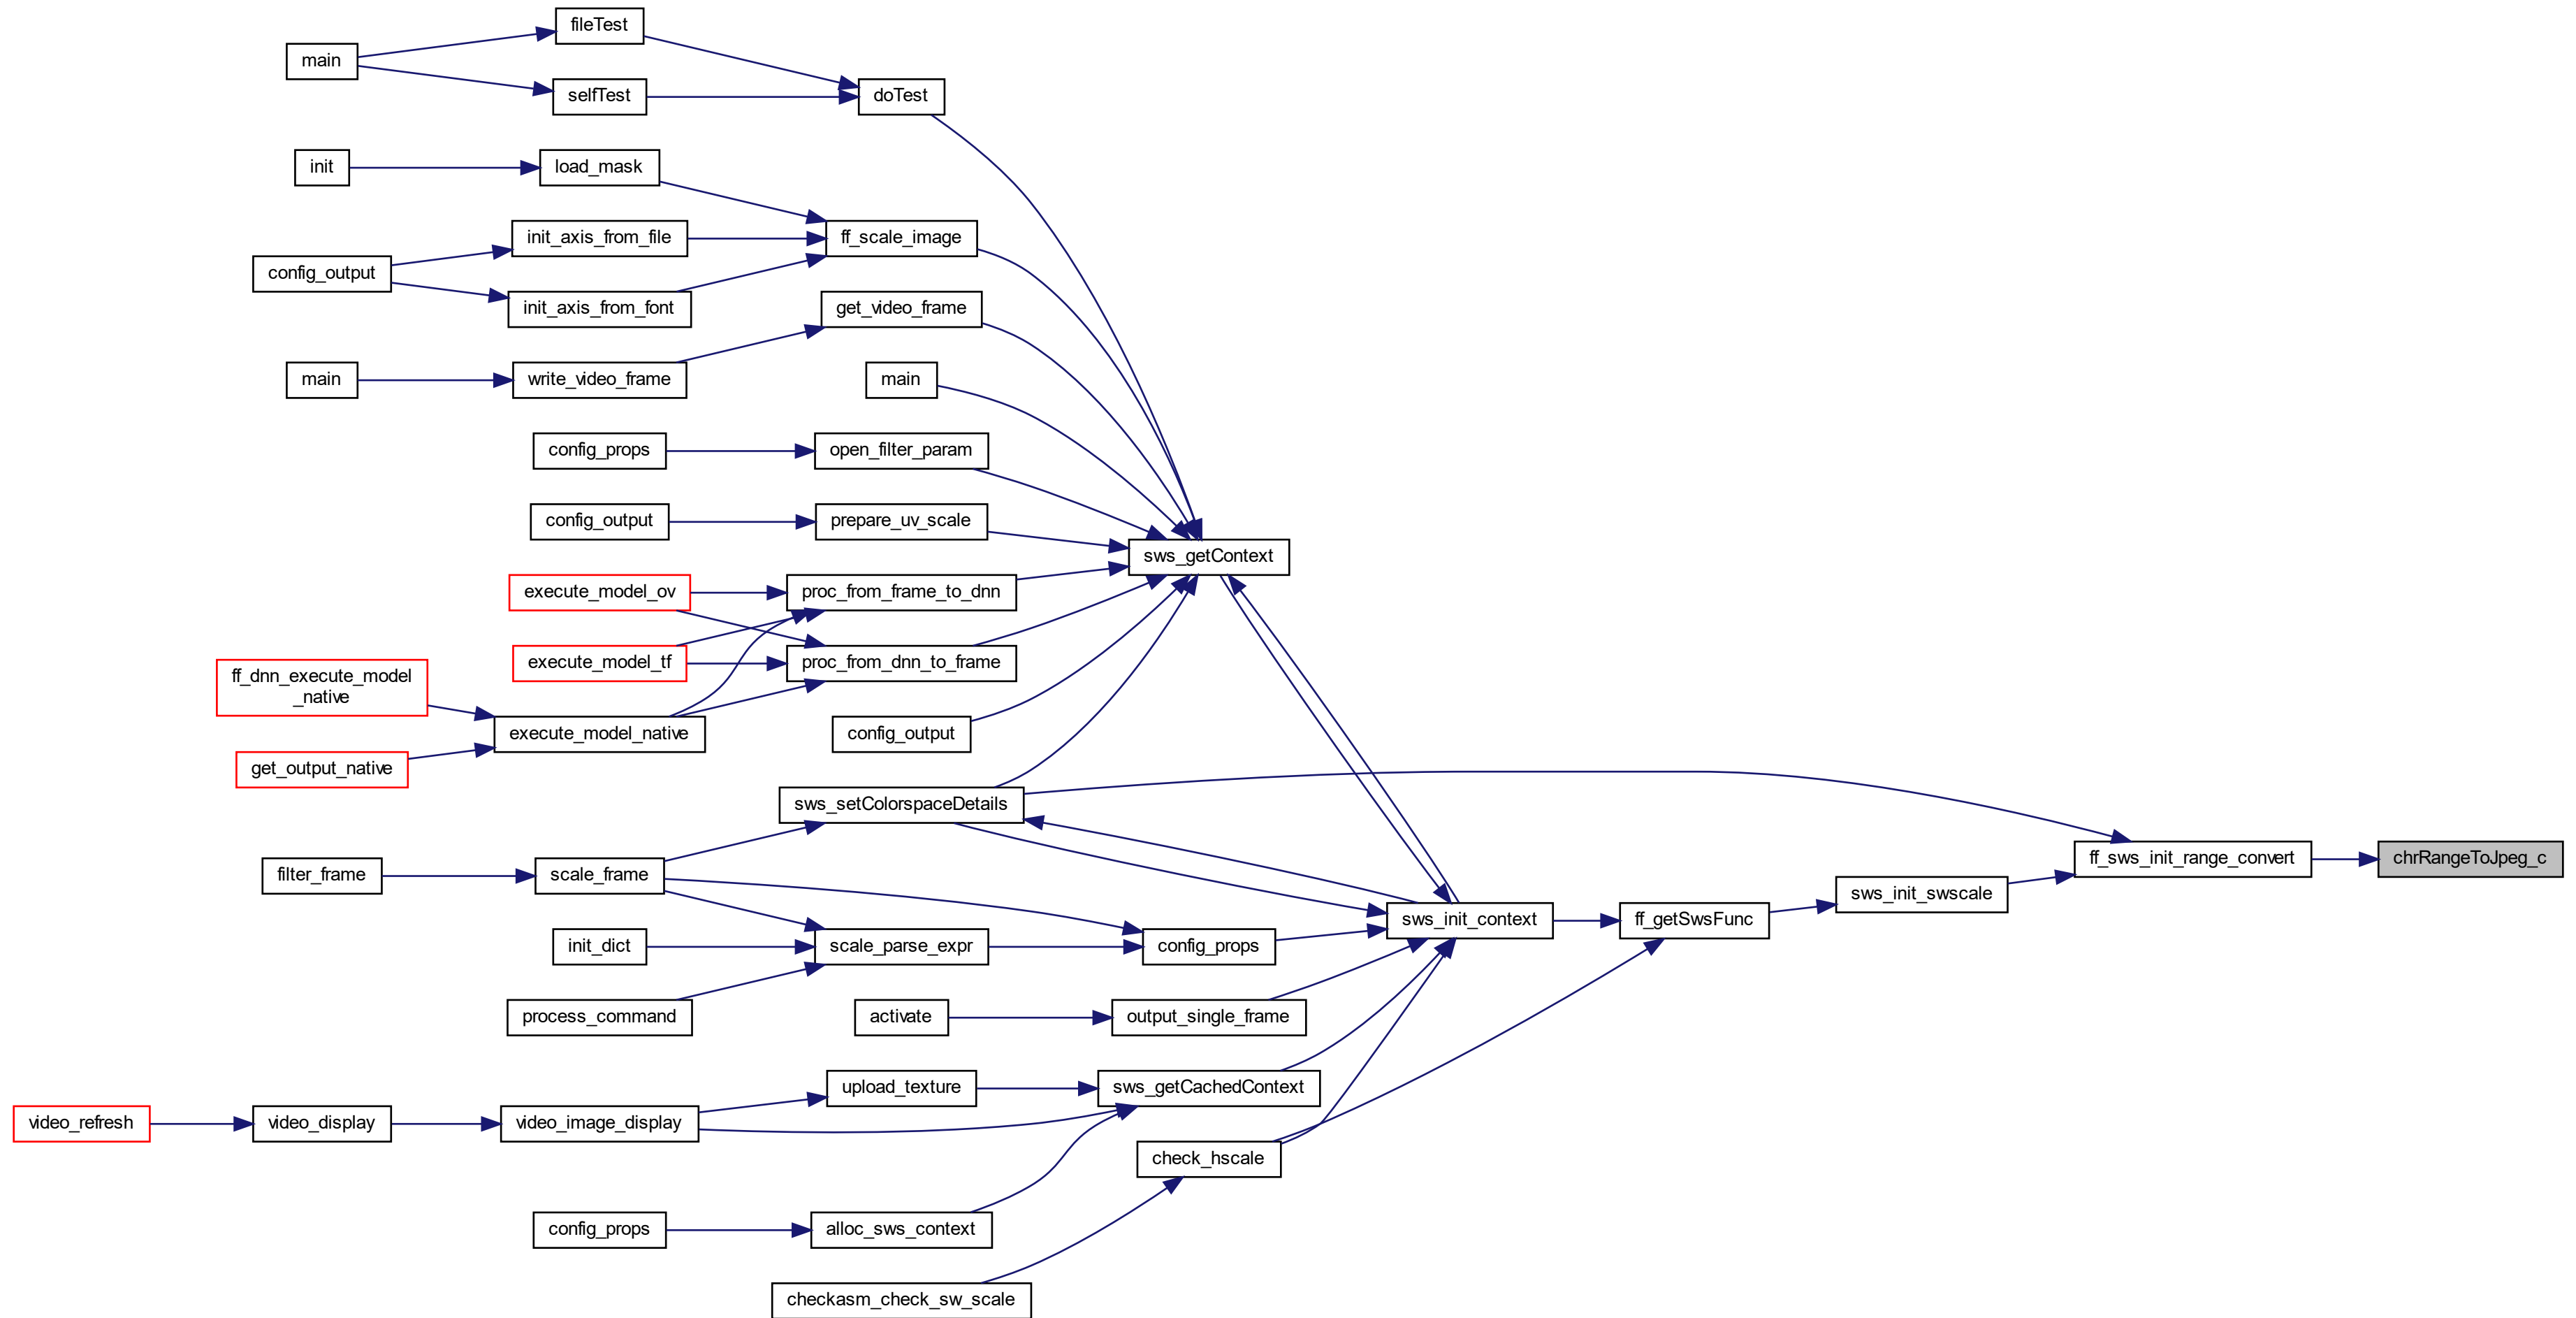 fileTest
main
selfTest
doTest
init
load_mask
init_axis_from_file
ff_scale_image
config_output
init_axis_from_font
get_video_frame
main
write_video_frame
main
config_props
open_filter_param
config_output
prepare_uv_scale
sws_getContext
execute_model_ov
proc_from_frame_to_dnn
execute_model_tf
proc_from_dnn_to_frame
ff_dnn_execute_model
_native
execute_model_native
config_output
get_output_native
sws_setColorspaceDetails
ff_sws_init_range_convert
chrRangeToJpeg_c
filter_frame
scale_frame
sws_init_swscale
sws_init_context
ff_getSwsFunc
init_dict
scale_parse_expr
config_props
process_command
activate
output_single_frame
upload_texture
sws_getCachedContext
video_refresh
video_display
video_image_display
check_hscale
config_props
alloc_sws_context
checkasm_check_sw_scale